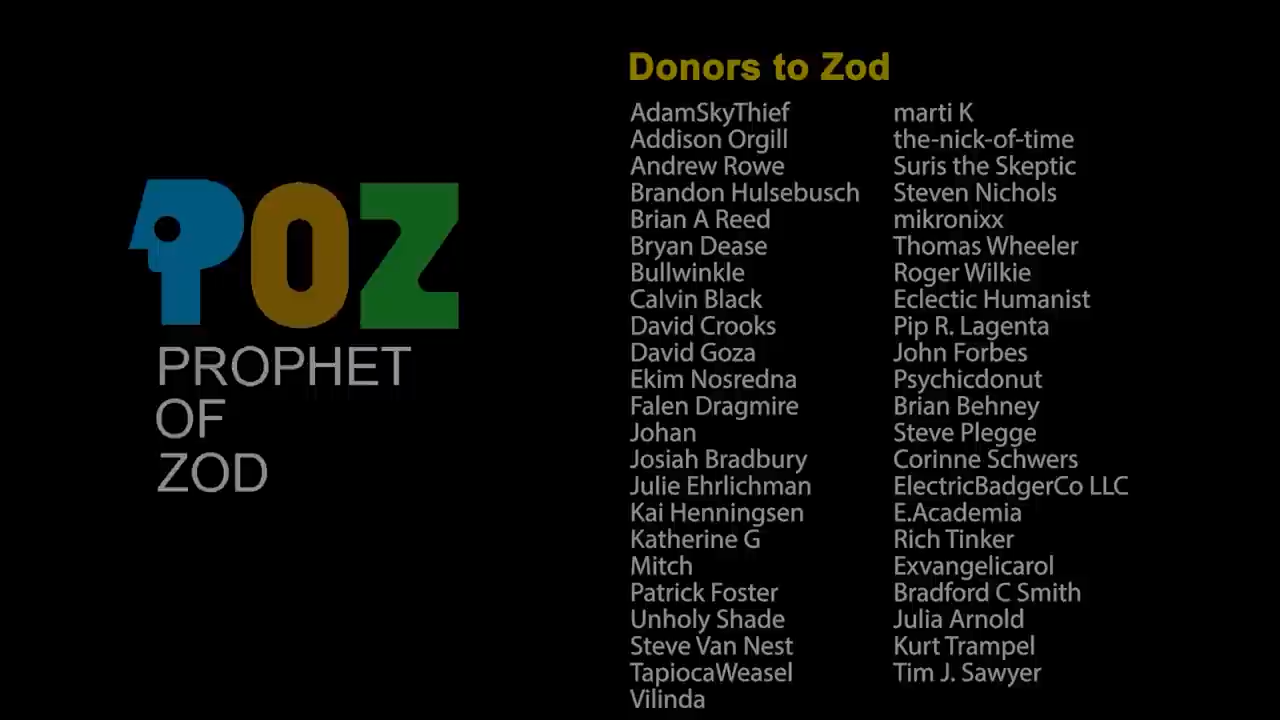 POZ
PROPHET
OF
ZOD
Donors to Zod
AdamSkyThief
Addison Orgill
Andrew Rowe
Brandon Hulsebusch
Brian A Reed
Bryan Dease
Bullwinkle
Calvin Black
David Crooks
David Goza
Ekim Nosredna
Falen Dragmire
Johan
Josiah Bradbury
Julie Ehrlichman
Kai Henningsen
Katherine G
Mitch
Patrick Foster
Unholy Shade
Steve Van Nest
TapiocaWeasel
Vilinda
marti K
the-nick-of-time
Suris the Skeptic
Steven Nichols
mikronixx
Thomas Wheeler
Roger Wilkie
Eclectic Humanist
Pip R. Lagenta
John Forbes
Psychicdonut
Brian Behney
Steve Plegge
Corinne Schwers
ElectricBadgerCo LLC
E.Academia
Rich Tinker
Exvangelicarol
Bradford C Smith
Julia Arnold
Kurt Trampel
Tim J. Sawyer